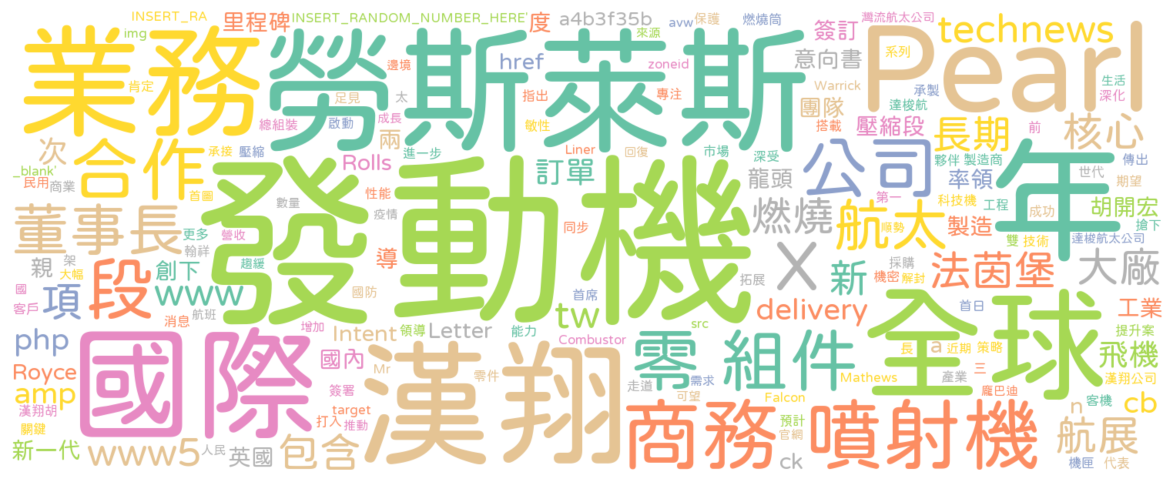 INSERT_RA
里程碑
INSERT_RANDOM_NUMBER_HERE'
度
a4b3f35b
avw
保護
燃燒筒
灣流航太公司
簽訂
technews
img
業務
勞斯萊斯
Pearl
肯定
邊境
href
來源
zoneid
意向書
Warrick
系列
承製
生活
深化
足見
太
指出
專注
團隊
搭載
達梭航
總組裝
啟動
成長
敏性
壓縮段
長期
核心
前
次
合作
承接
壓縮
兩
進一步
Liner
回復
市場
深受
公司
夥伴
製造商
年
傳出
_blank'
民用
商業
首圖
Rolls
性能
訂單
龍頭
率領
世代
期望
數量
疫情
發動機
燃燒
科技機
第一
工程
成功
胡開宏
董事長
更多
營收
翰祥
導
同步
X
航太
順勢
製造
雙
技術
達梭航太公司
搶下
親
架
大幅
創下
趨緩
拓展
新
採購
機密
解封
法茵堡
大廠
國
客戶
項
段
www
航班
國防
首席
tw
delivery
全球
首日
工業
消息
增加
Intent
領導
Letter
能力
src
php
國際
漢翔
零
組件
a
長
近期
策略
提升案
飛機
Royce
國內
Mr
Combustor
走道
需求
產業
三
漢翔公司
amp
簽署
零件
可望
Mathews
龐巴迪
客機
cb
漢翔胡
關鍵
target
打入
推動
商務
Falcon
噴射機
n
航展
新一代
www5
人民
英國
包含
ck
預計
官網
機匣
代表